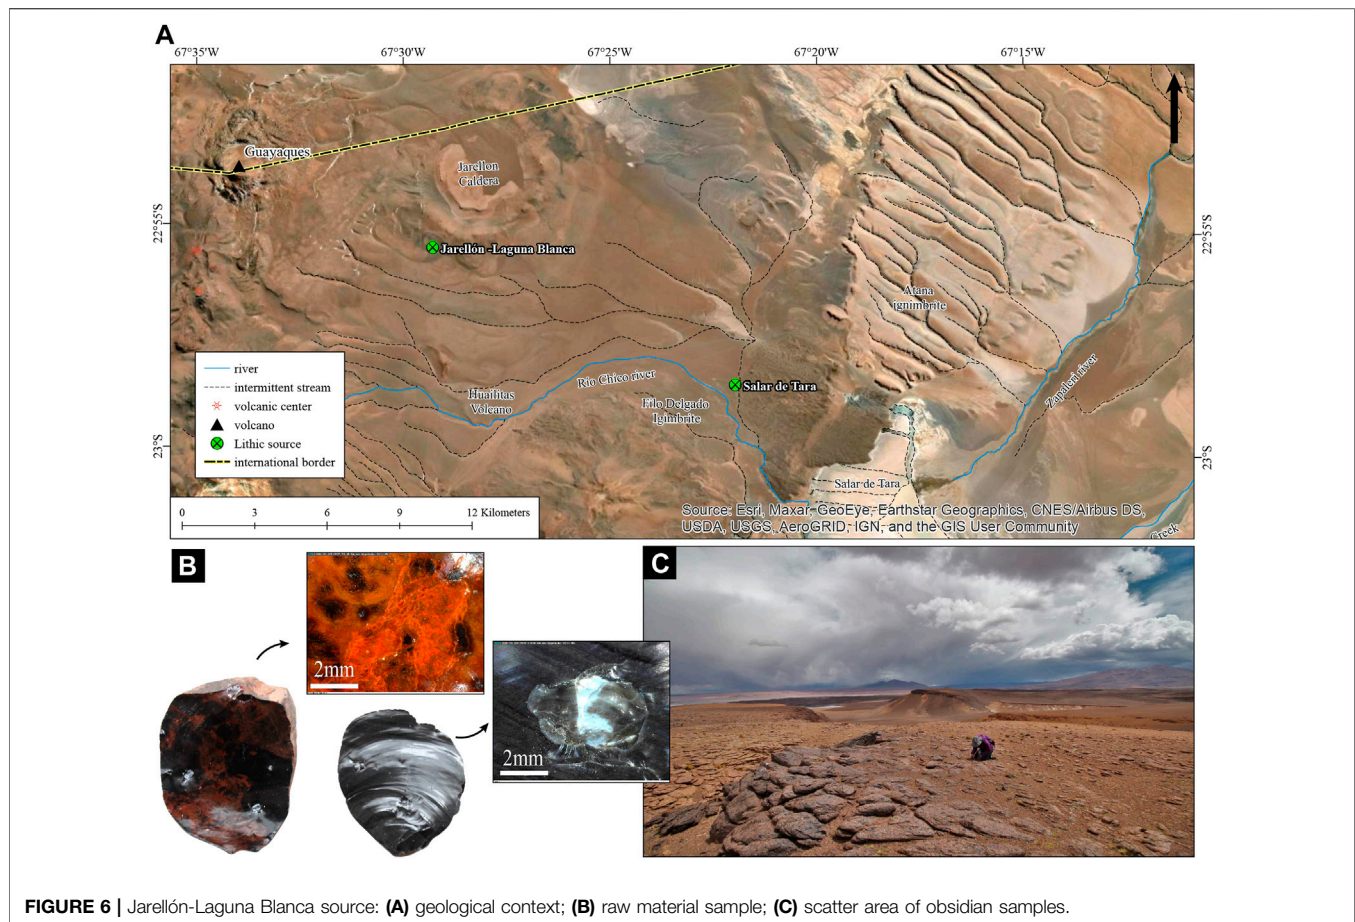 A
67°35'W
67°30'W
67°25'W
67°20'W
67°15'W
Guayaques
Jarellon
Caldera
22°55'S
22°55'S
Jarellón -Laguna Blanca
Atana
ignimbrite
river
intermittent stream
volcanic center
volcano
Lithic source
international border
Huailitas
Volcano
Río Chico river
Filo Delgado
Igimbrite
Salar de Tara
Zapaleri river
23°S
23°S
Salar de Tara
0 3 6 9 12 Kilometers
Source: Esri, Maxar, GeoEye, Earthstar Geographics, CNES/Airbus DS,
USDA, USGS, AeroGRID, IGN, and the GIS User Community
Creek
B
2mm
2mm
C
FIGURE 6 | Jarellón-Laguna Blanca source: (A) geological context; (B) raw material sample; (C) scatter area of obsidian samples.